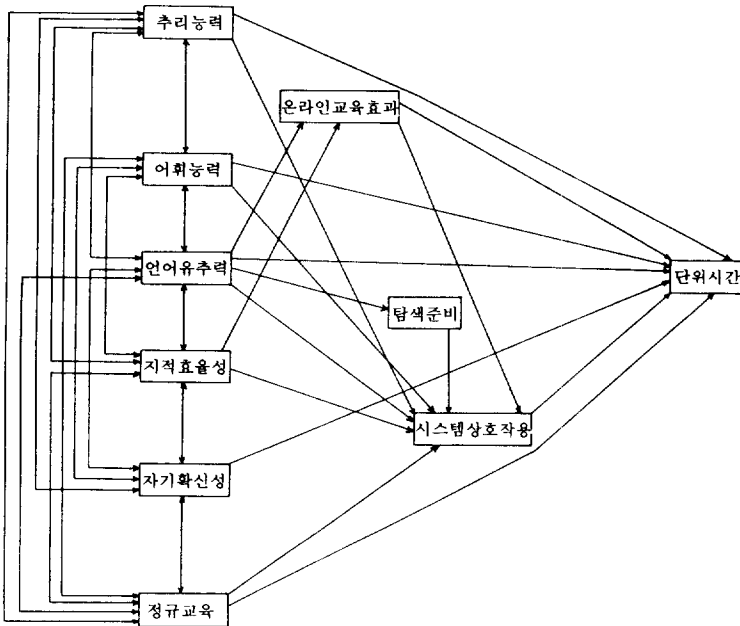 추리능력
온라인교육효과
어휘능력
언어유추력
단위시간
탐색준비
지적효율성
시스템상호작용
자기확신성
정규교육